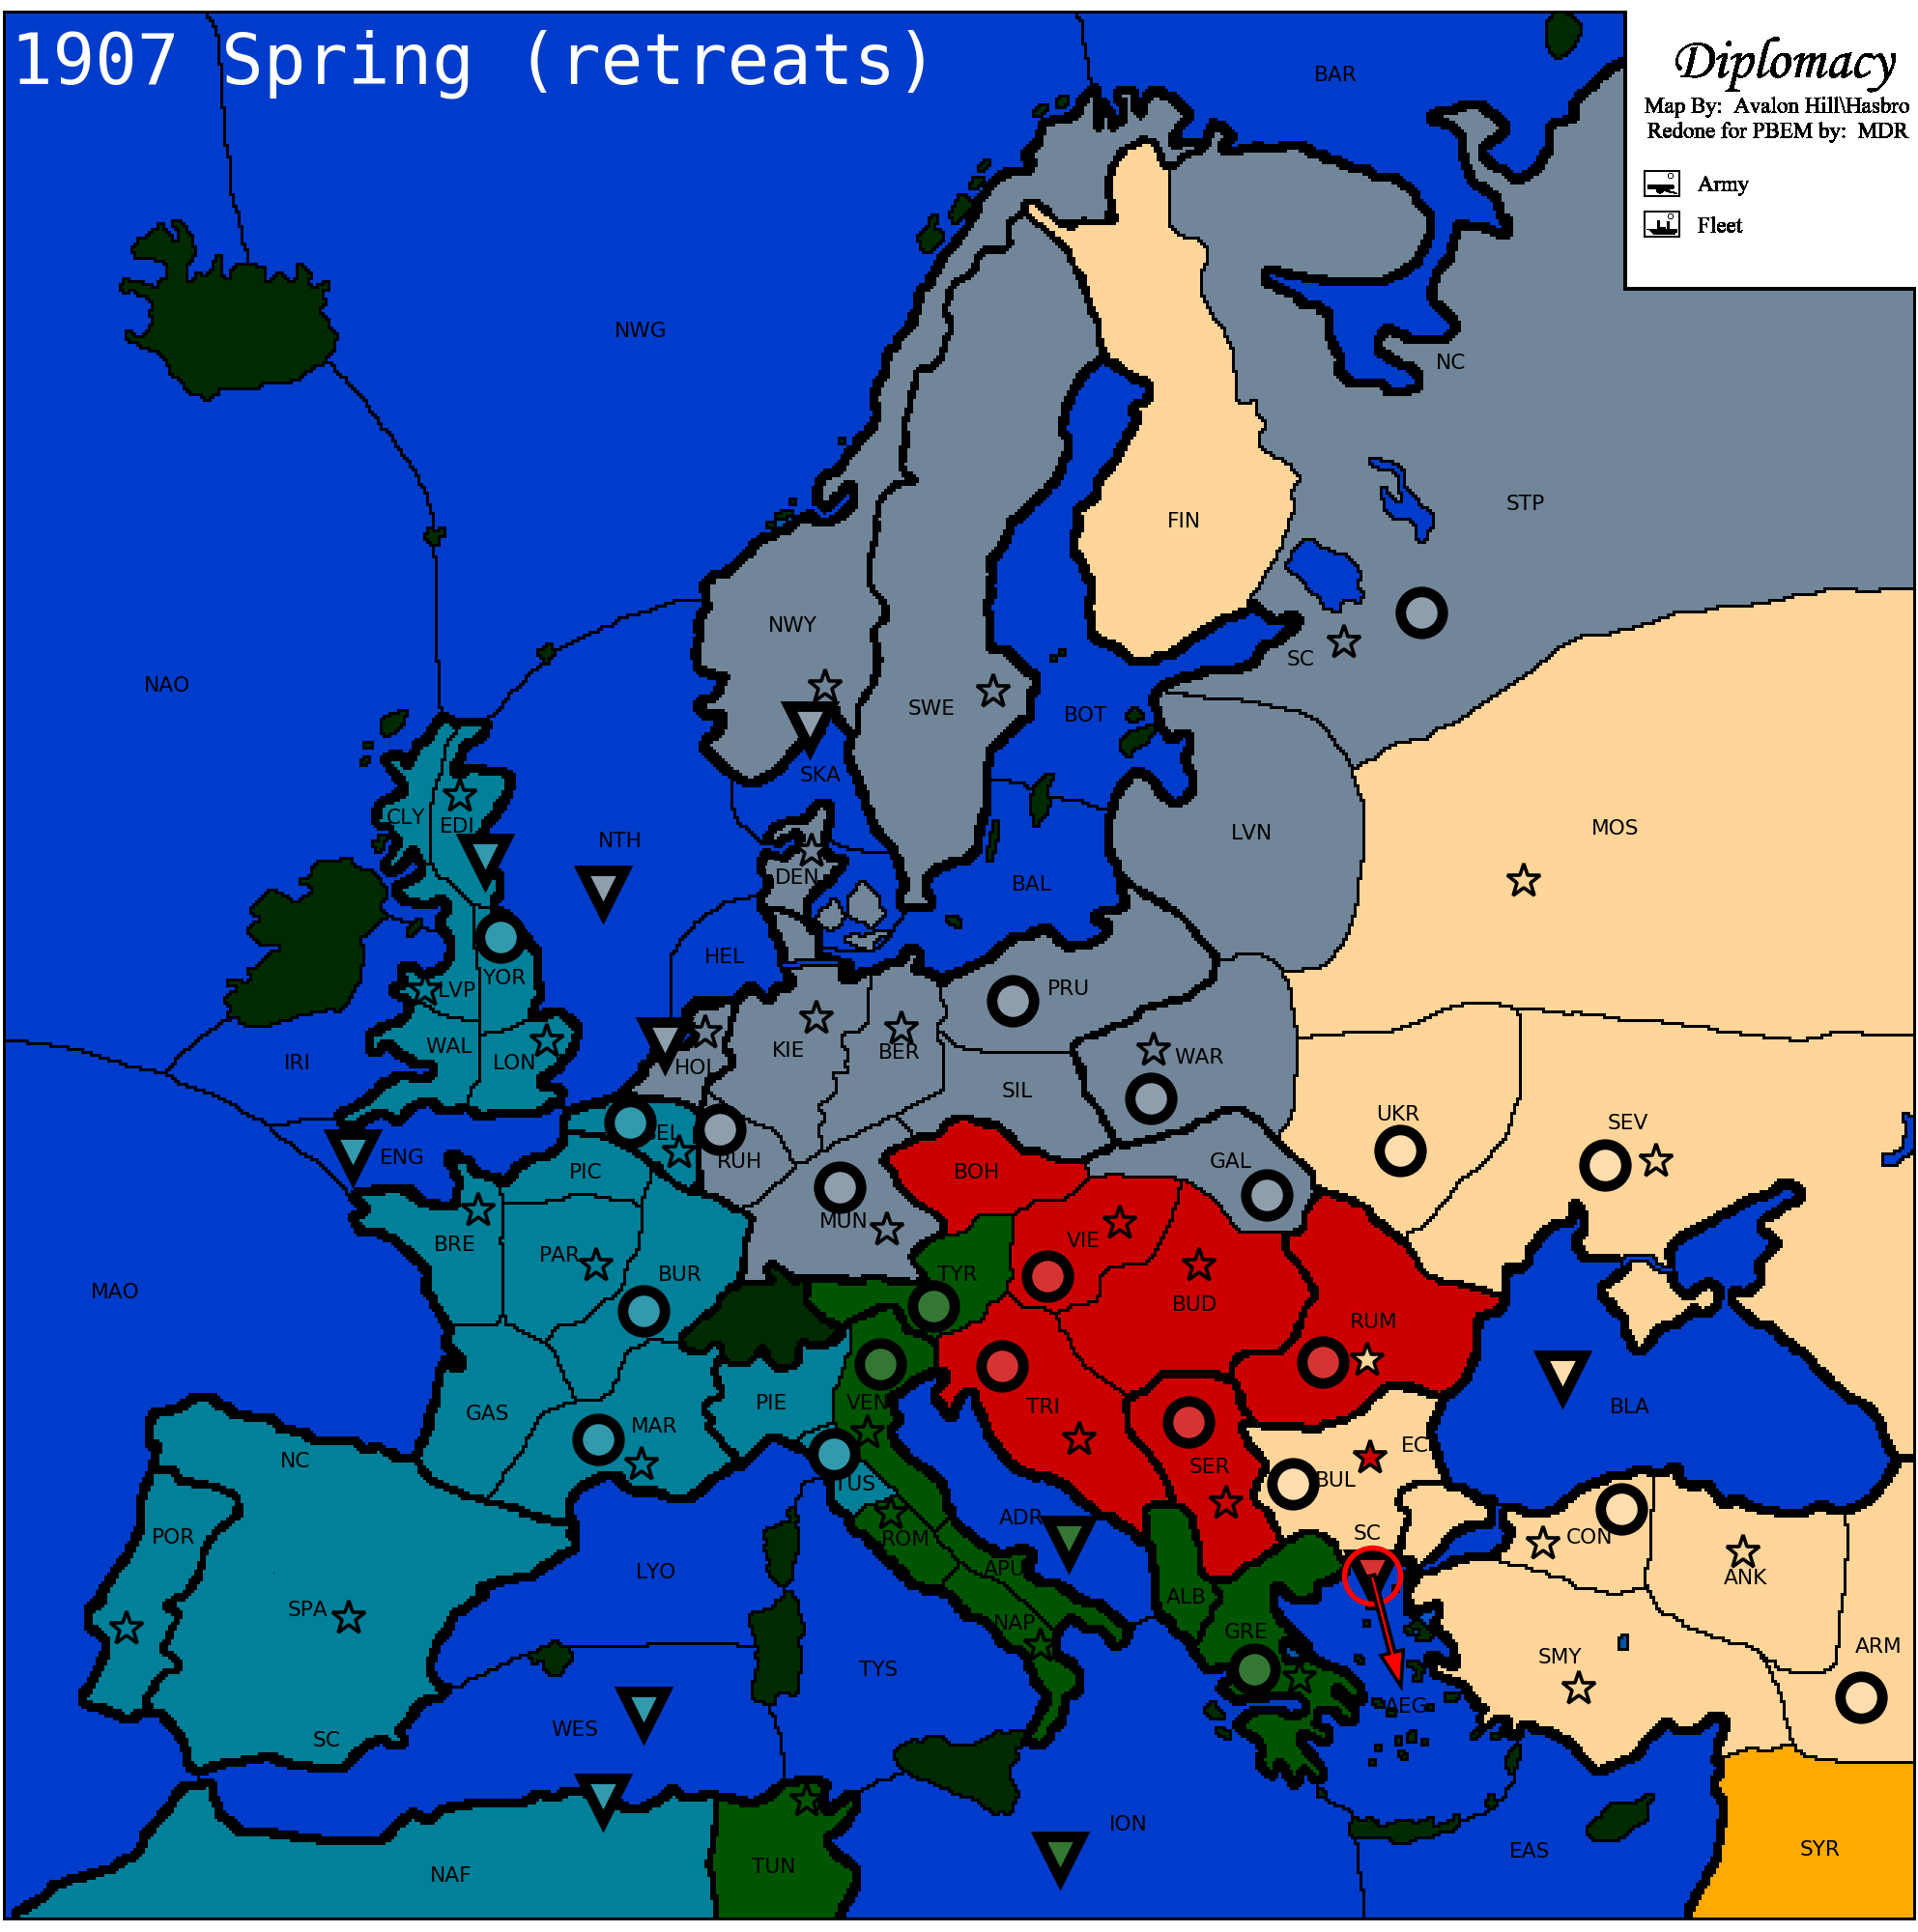 1907 Spring (retreats)
Diplomacy
Map By: Avalon Hill\Hasbro
Redone for PBEM by: MDR
Army
Fleet
BAR
NWG
NC
STP
FIN
NAO
NWY
SWE
SC
BOT
SKA
CLY
EDI
NTH
DEN
LVN
MOS
BAL
HEL
YOR
LVP
PRU
IRI
WAL
LON
HOL
KIE
BER
SIL
WAR
UKR
SEV
ENG
PIC
BEL
RUH
BOH
GAL
MUN
BRE
PAR
BUR
TYR
VIE
BUD
MAO
RUM
GAS
MAR
PIE
VEN
TRI
BLA
NC
TUS
SER
BUL
EC
POR
ROM
ADR
SC
CON
LYO
APU
ALB
ANK
SPA
NAP
GRE
SMY
ARM
TYS
AEG
WES
SC
ION
EAS
SYR
NAF
TUN